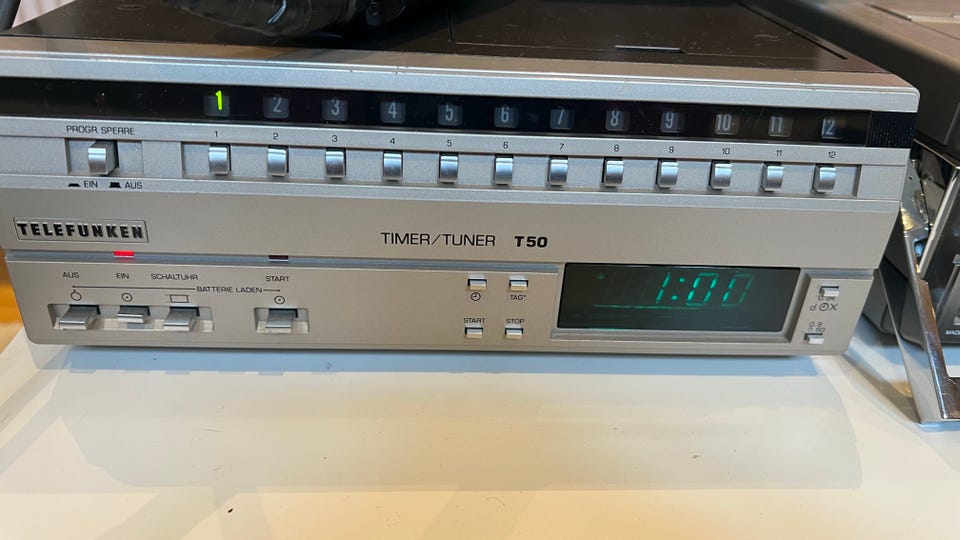 1 2 3 4 5 6 7 8 9 10 11 12
PROGR. SPERRE
1 2 3 4 5 6 7 8 9 10 11 12
EIN AUS
TELEFUNKEN
TIMER/TUNER T50
AUS EIN SCHALTUHR START
BATTERIE LADEN
TAG*
START STOP
1:00